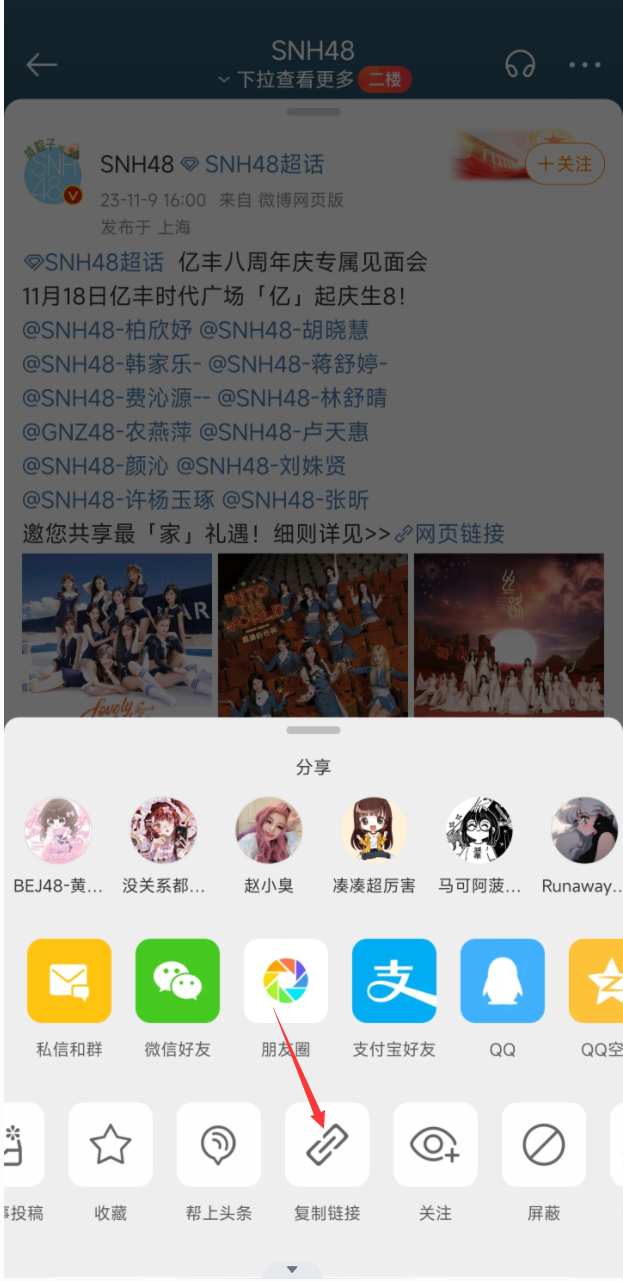 SNH48
下拉查看更多 二楼
SNH48 SNH48超话
+关注
23-11-9 16:00 来自 微博网页版
发布于 上海
SNH48超话 亿丰八周年庆专属见面会
11月18日亿丰时代广场「亿」起庆生8！
@SNH48-柏欣妤 @SNH48-胡晓慧
@SNH48-韩家乐- @SNH48-蒋舒婷-
@SNH48-费沁源-- @SNH48-林舒晴
@GNZ48-农燕萍 @SNH48-卢天惠
@SNH48-颜沁 @SNH48-刘姝贤
@SNH48-许杨玉琢 @SNH48-张昕
邀您共享最「家」礼遇！细则详见>> 网页链接
Lovely
INTO
THE
WORLD
分享
BEJ48-黄... 没关系都... 赵小臭 凑凑超厉害 马可阿菠... Runaway...
私信和群 微信好友 朋友圈 支付宝好友 QQ QQ空
事投稿 收藏 帮上头条 复制链接 关注 屏蔽